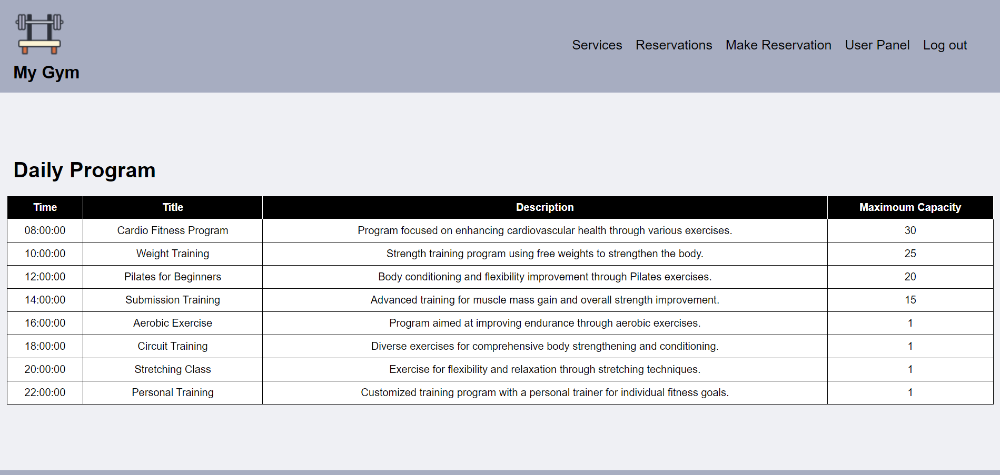 My Gym
Services Reservations Make Reservation User Panel Log out
Daily Program
Time Title Description Maximoum Capacity
08:00:00 Cardio Fitness Program Program focused on enhancing cardiovascular health through various exercises. 30
10:00:00 Weight Training Strength training program using free weights to strengthen the body. 25
12:00:00 Pilates for Beginners Body conditioning and flexibility improvement through Pilates exercises. 20
14:00:00 Submission Training Advanced training for muscle mass gain and overall strength improvement. 15
16:00:00 Aerobic Exercise Program aimed at improving endurance through aerobic exercises. 1
18:00:00 Circuit Training Diverse exercises for comprehensive body strengthening and conditioning. 1
20:00:00 Stretching Class Exercise for flexibility and relaxation through stretching techniques. 1
22:00:00 Personal Training Customized training program with a personal trainer for individual fitness goals. 1